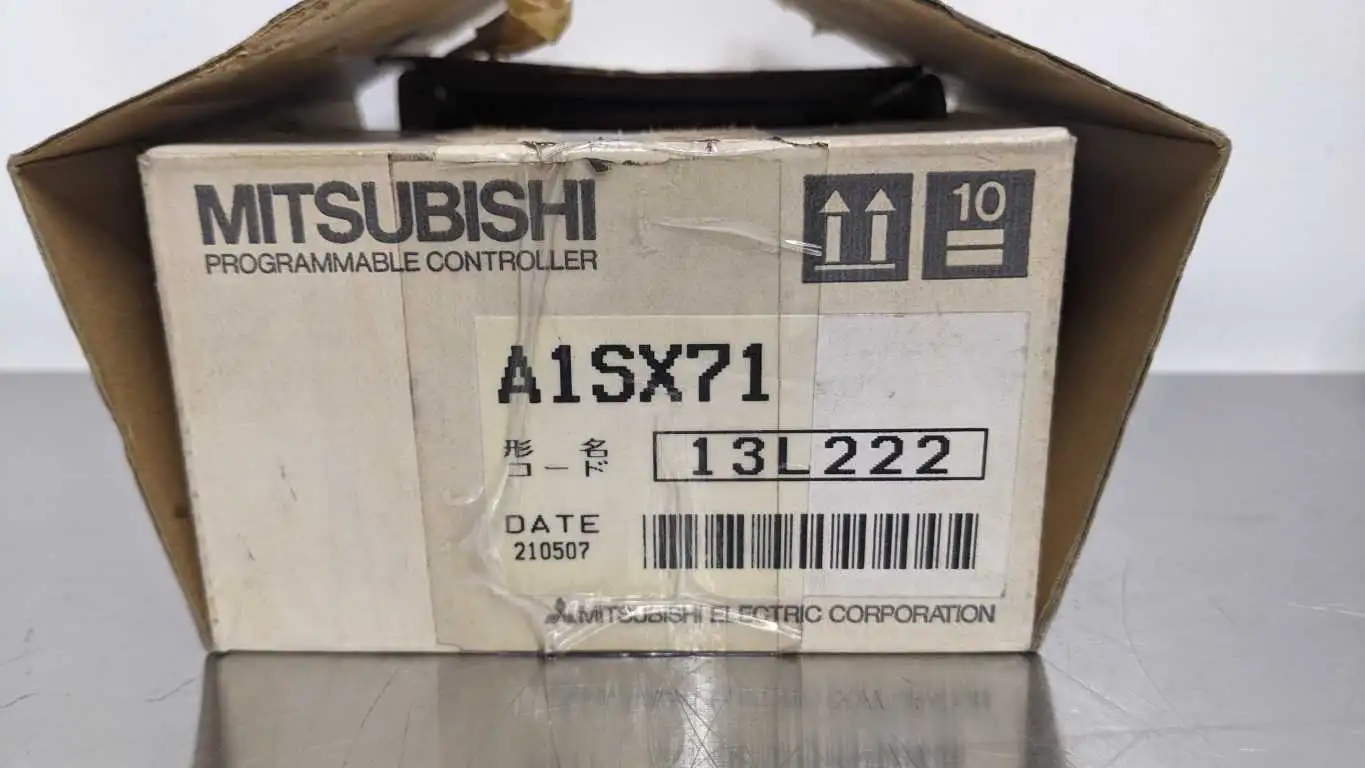 MITSUBISHI
PROGRAMMABLE CONTROLLER
10
A1SX71
形名
コード
13L222
DATE
210507
MITSUBISHI ELECTRIC CORPORATION